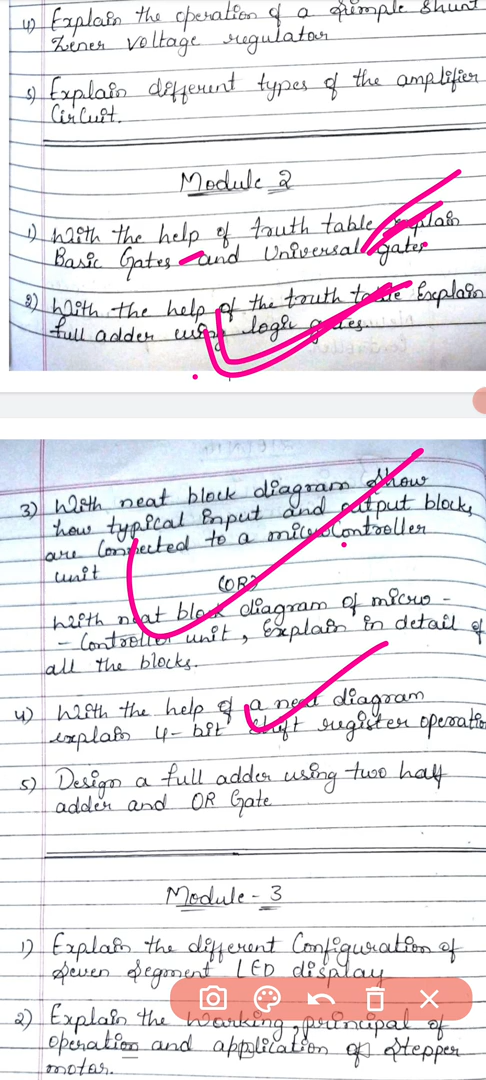 4) Explain the operation of a simple shunt
Zener voltage regulator
5) Explain different types of the amplifier
Circuit.
Module 2
1) With the help of truth table explain
Basic Gates and Universal gates
2) With the help of the truth table Explain
full adder using logic gates.
3) With neat block diagram show
how typical input and output blocks
are Connected to a micro Controller
unit
(OR)
With neat block diagram of micro -
- Controller unit, Explain in detail of
all the blocks.
4) With the help of a neat diagram
explain 4-bit shift register operatio
5) Design a full adder using two half
adder and OR Gate
Module - 3
1) Explain the different Configuration of
Seven Segment LED display
2) Explain the Working, principal of
operation and application of Stepper
motor.